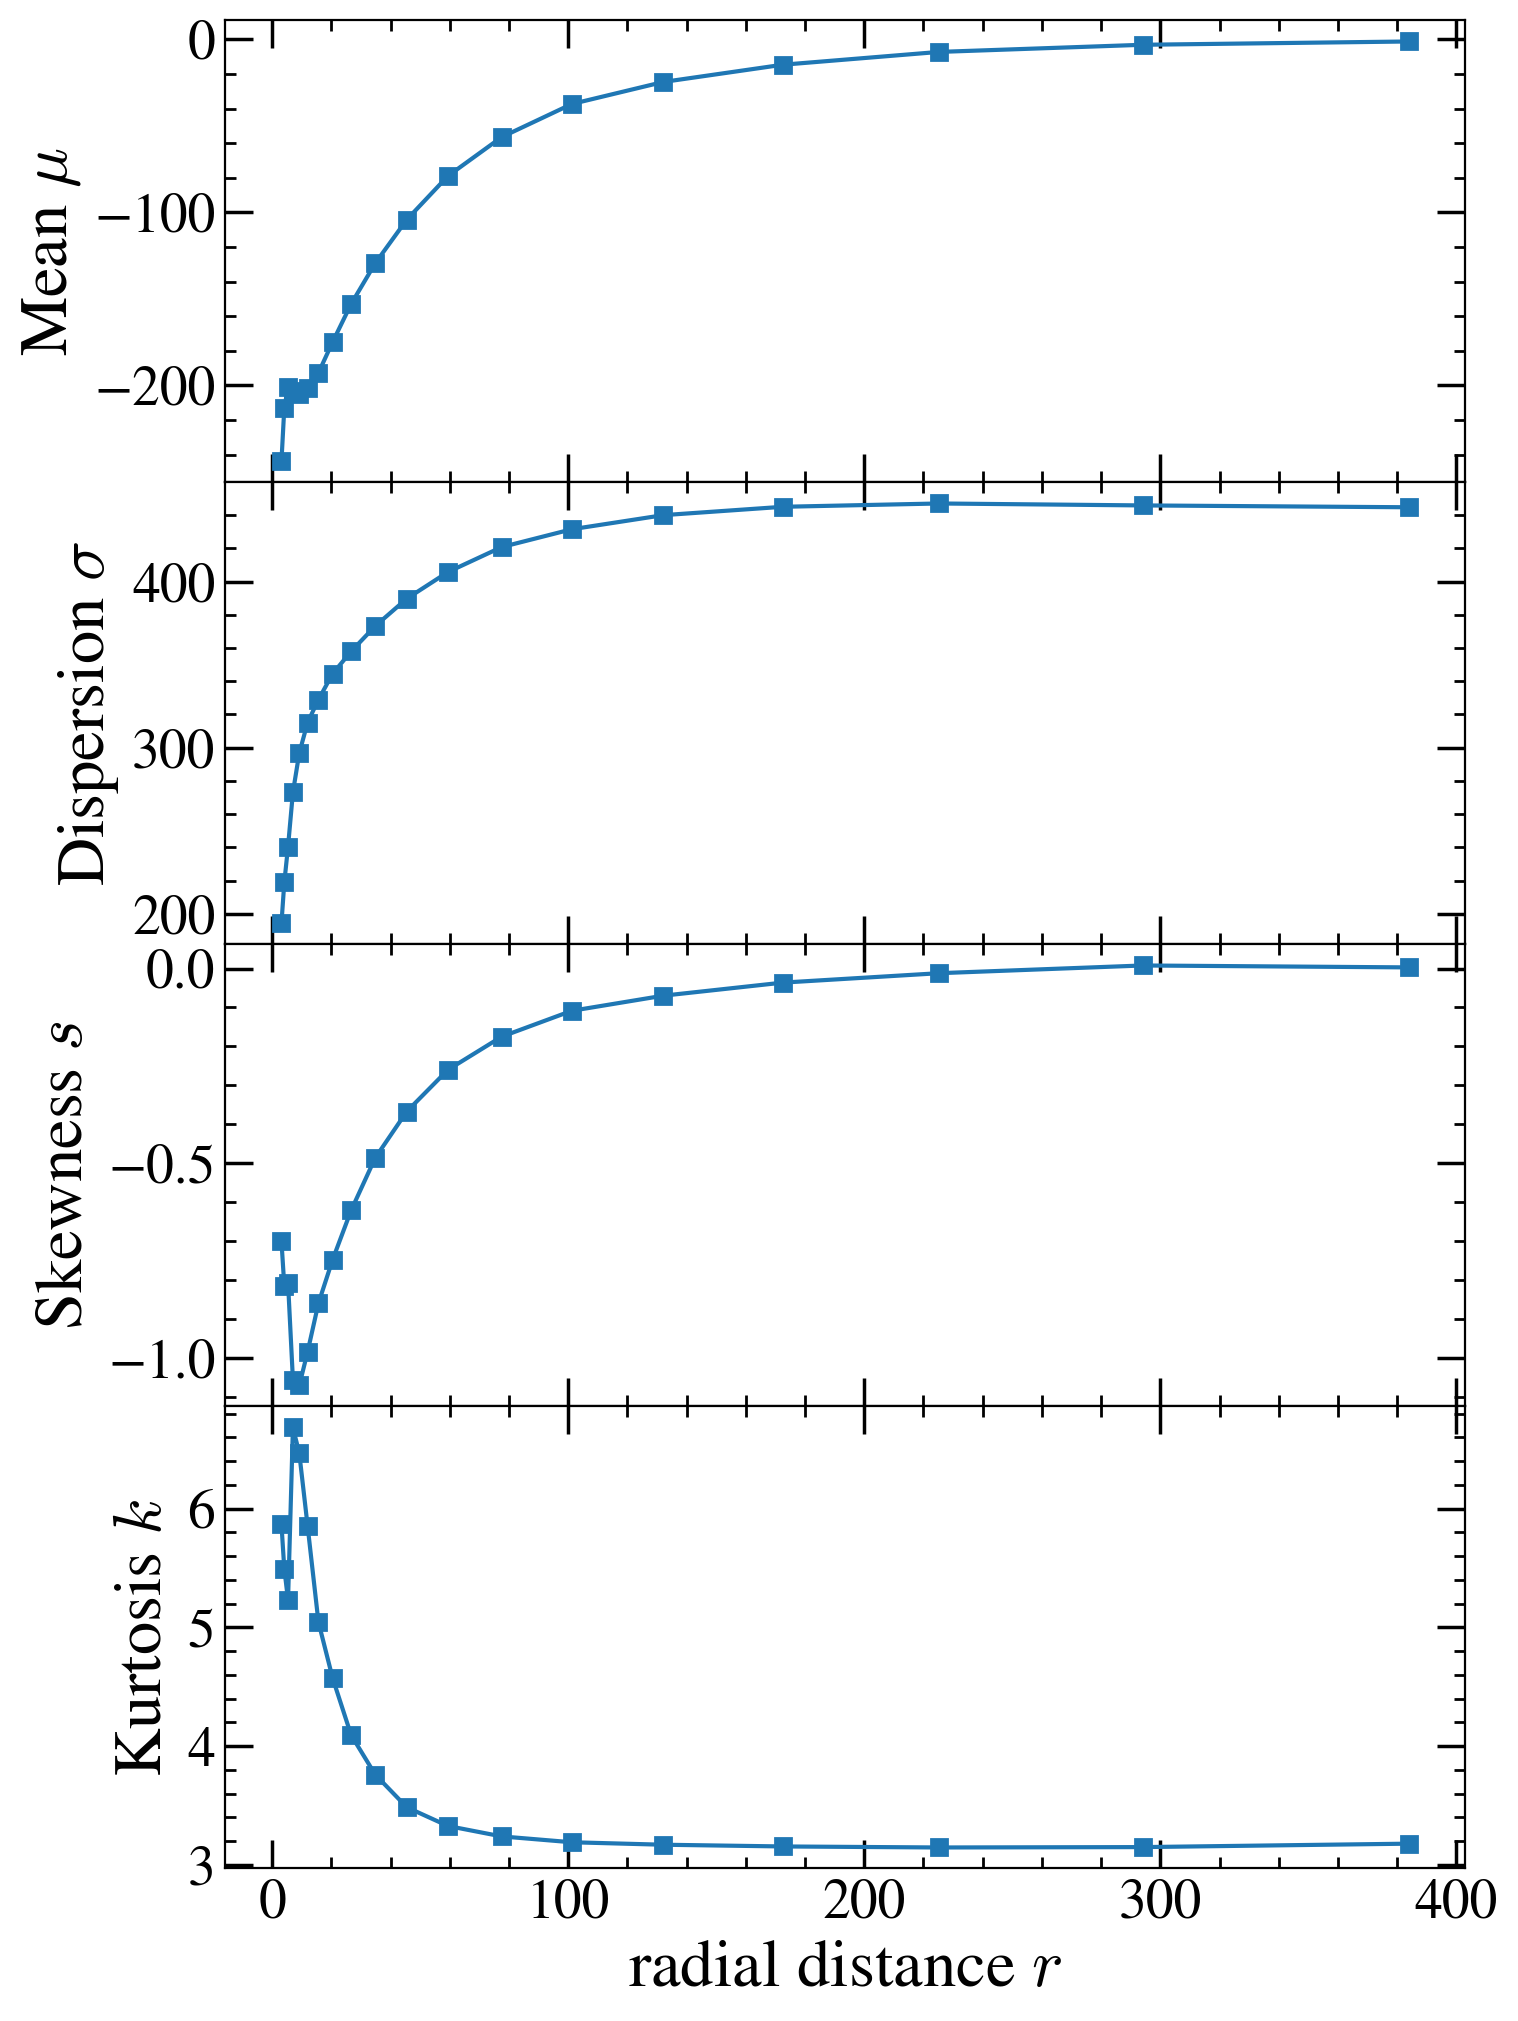 Mean μ
0
−100
−200
Dispersion σ
400
300
200
Skewness s
0.0
−0.5
−1.0
Kurtosis k
6
5
4
3
0 100 200 300 400
radial distance r